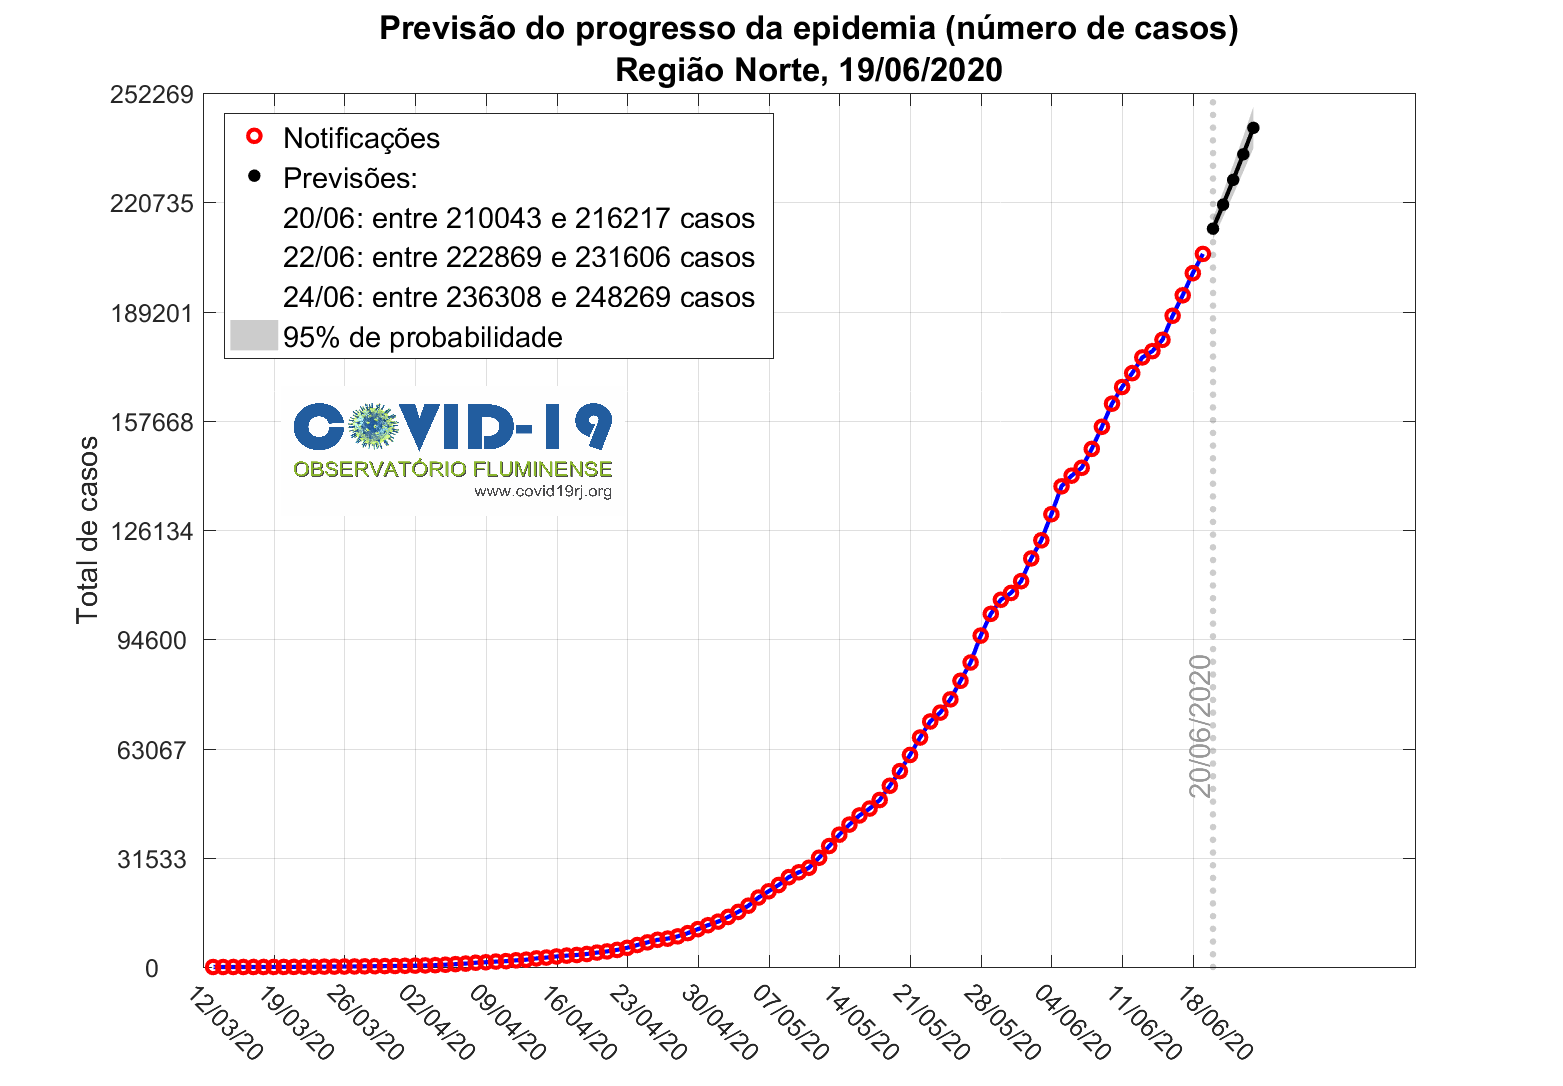 Previsão do progresso da epidemia (número de casos)
Região Norte, 19/06/2020
252269
220735
189201
157668
126134
94600
63067
31533
0
Total de casos
Notificações
Previsões:
20/06: entre 210043 e 216217 casos
22/06: entre 222869 e 231606 casos
24/06: entre 236308 e 248269 casos
95% de probabilidade
COVID-19
OBSERVATÓRIO FLUMINENSE
www.covid19rj.org
20/06/2020
12/03/20
19/03/20
26/03/20
02/04/20
09/04/20
16/04/20
23/04/20
30/04/20
07/05/20
14/05/20
21/05/20
28/05/20
04/06/20
11/06/20
18/06/20